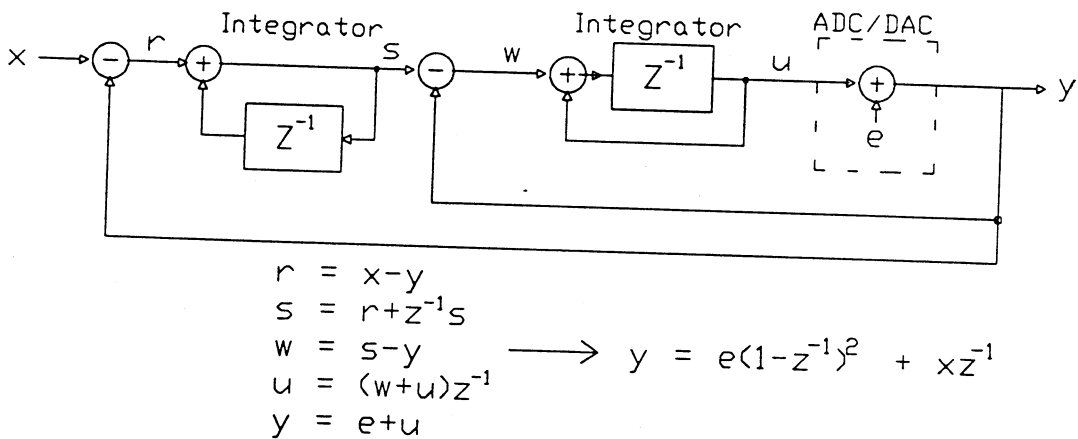 Integrator
Integrator
ADC/DAC
x
−
r
+
s
−
w
+
Z⁻¹
u
+
y
Z⁻¹
e
r = x-y
s = r+z⁻¹s
w = s-y ⟶ y = e(1-z⁻¹)² + xz⁻¹
u = (w+u)z⁻¹
y = e+u